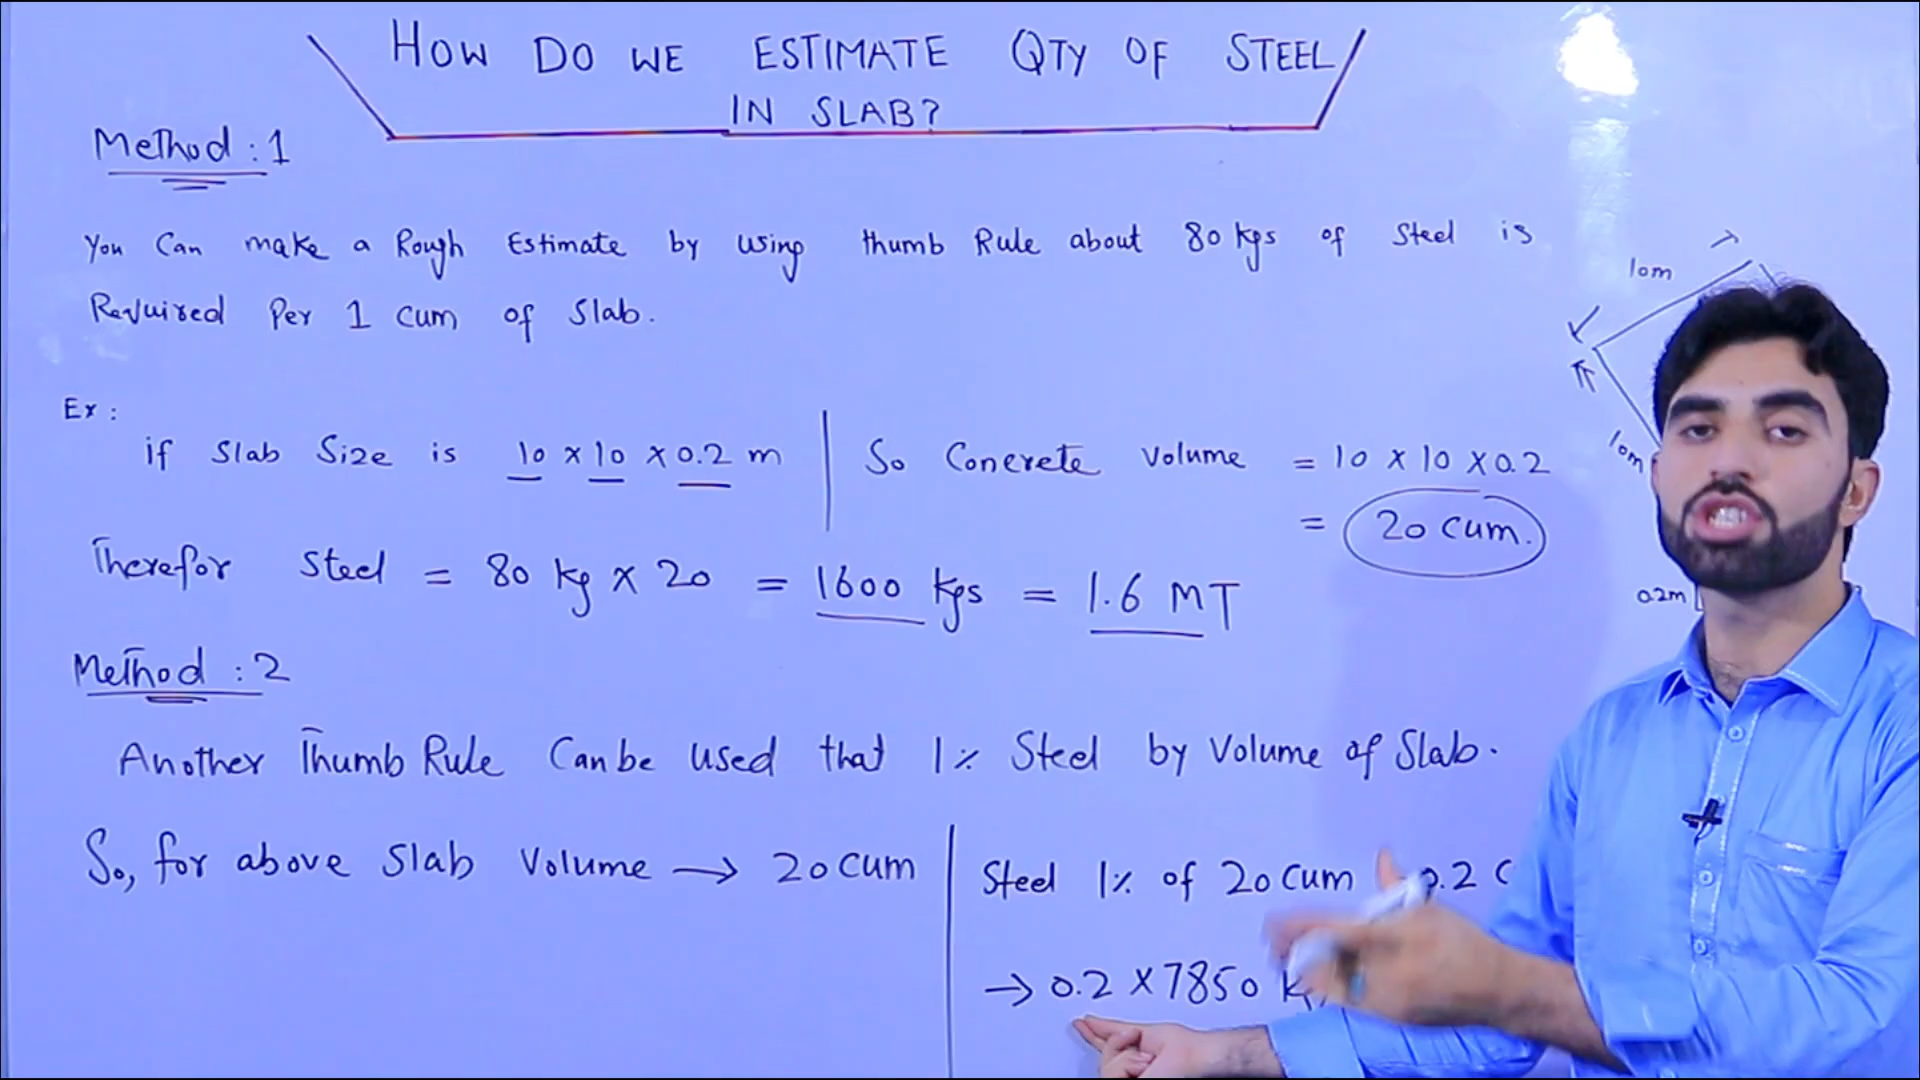 HOW DO WE ESTIMATE QTY OF STEEL
IN SLAB?
Method : 1
You Can make a Rough Estimate by using thumb Rule about 80 kgs of Steel is
Required Per 1 cum of Slab.
Ex :
if Slab Size is 10 x 10 x 0.2 m
So Concrete Volume = 10 x 10 x 0.2
= 20 cum.
Therefor Steel = 80 kg x 20 = 1600 kgs = 1.6 MT
Method : 2
Another Thumb Rule Can be used that 1% Steel by Volume of Slab.
So, for above Slab Volume → 20 cum
Steel 1% of 20 cum 0.2 c
→ 0.2 x 7850
10m
10m
0.2m